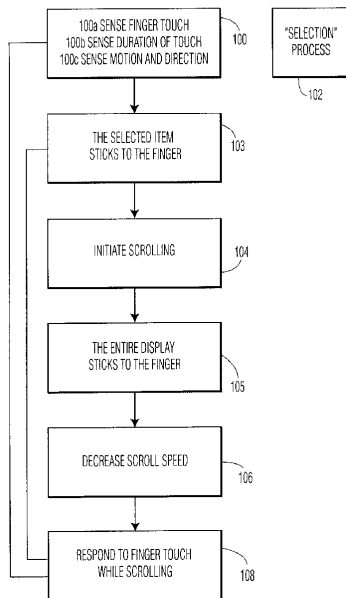 100a SENSE FINGER TOUCH
100b SENSE DURATION OF TOUCH
100c SENSE MOTION AND DIRECTION
100
"SELECTION"
PROCESS
102
THE SELECTED ITEM
STICKS TO THE FINGER
103
INITIATE SCROLLING
104
THE ENTIRE DISPLAY
STICKS TO THE FINGER
105
DECREASE SCROLL SPEED
106
RESPOND TO FINGER TOUCH
WHILE SCROLLING
108